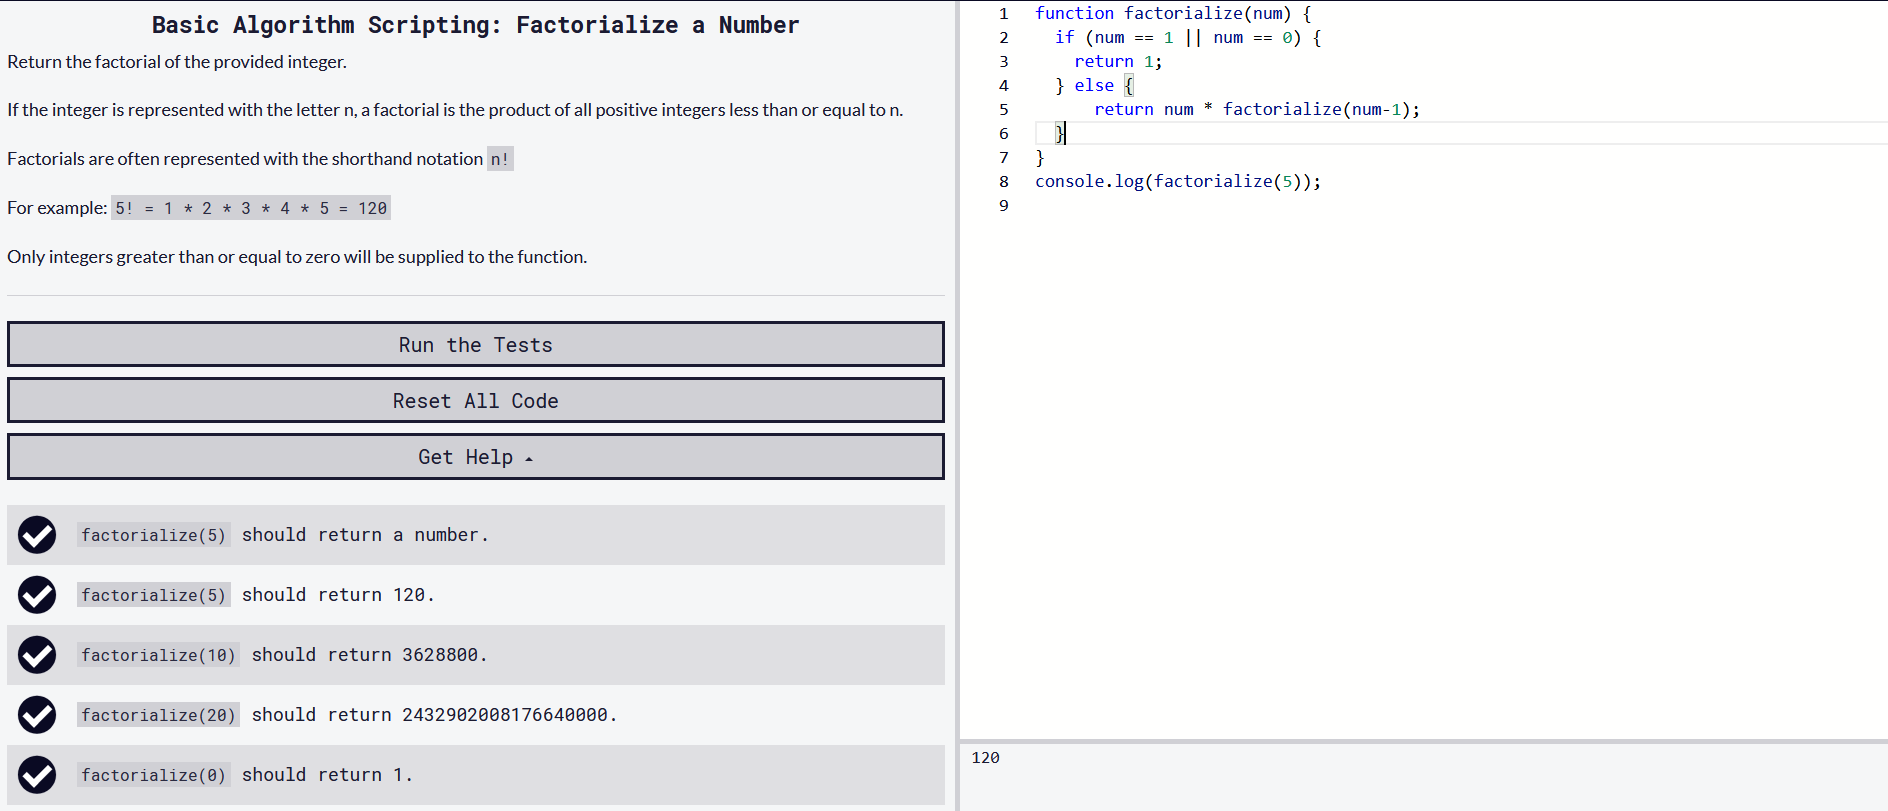 Basic Algorithm Scripting: Factorialize a Number
Return the factorial of the provided integer.
If the integer is represented with the letter n, a factorial is the product of all positive integers less than or equal to n.
Factorials are often represented with the shorthand notation n!
For example: 5! = 1 * 2 * 3 * 4 * 5 = 120
Only integers greater than or equal to zero will be supplied to the function.
Run the Tests
Reset All Code
Get Help
factorialize(5) should return a number.
factorialize(5) should return 120.
factorialize(10) should return 3628800.
factorialize(20) should return 2432902008176640000.
factorialize(0) should return 1.
1 function factorialize(num) {
2 if (num == 1 || num == 0) {
3 return 1;
4 } else {
5 return num * factorialize(num-1);
6 }
7 }
8 console.log(factorialize(5));
9
120